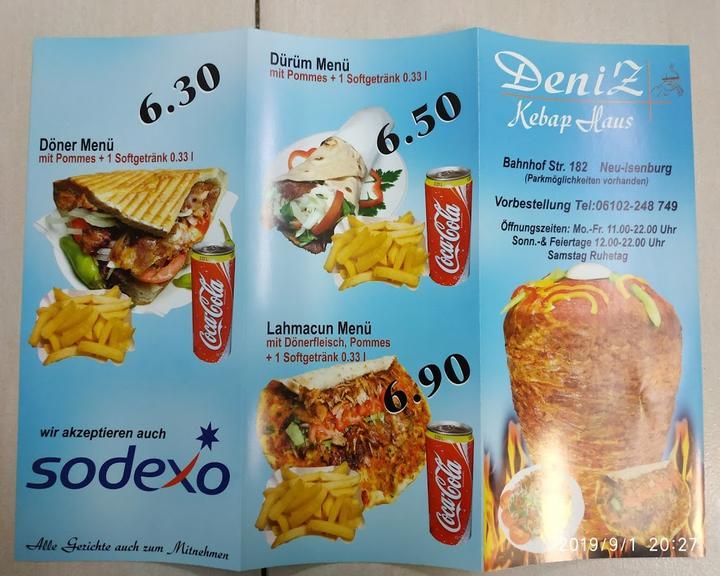 6.30
Döner Menü
mit Pommes + 1 Softgetränk 0.33 l
Coca-Cola
wir akzeptieren auch
sodexo
Alle Gerichte auch zum Mitnehmen
Dürüm Menü
mit Pommes + 1 Softgetränk 0.33 l
6.50
Coca-Cola
Lahmacun Menü
mit Dönerfleisch, Pommes
+ 1 Softgetränk 0.33 l
6.90
Coca-Cola
Deni'Z
Kebap Haus
Bahnhof Str. 182 Neu-Isenburg
(Parkmöglichkeiten vorhanden)
Vorbestellung Tel:06102-248 749
Öffnungszeiten: Mo.-Fr. 11.00-22.00 Uhr
Sonn.-& Feiertage 12.00-22.00 Uhr
Samstag Ruhetag
2019/9/1 20:27